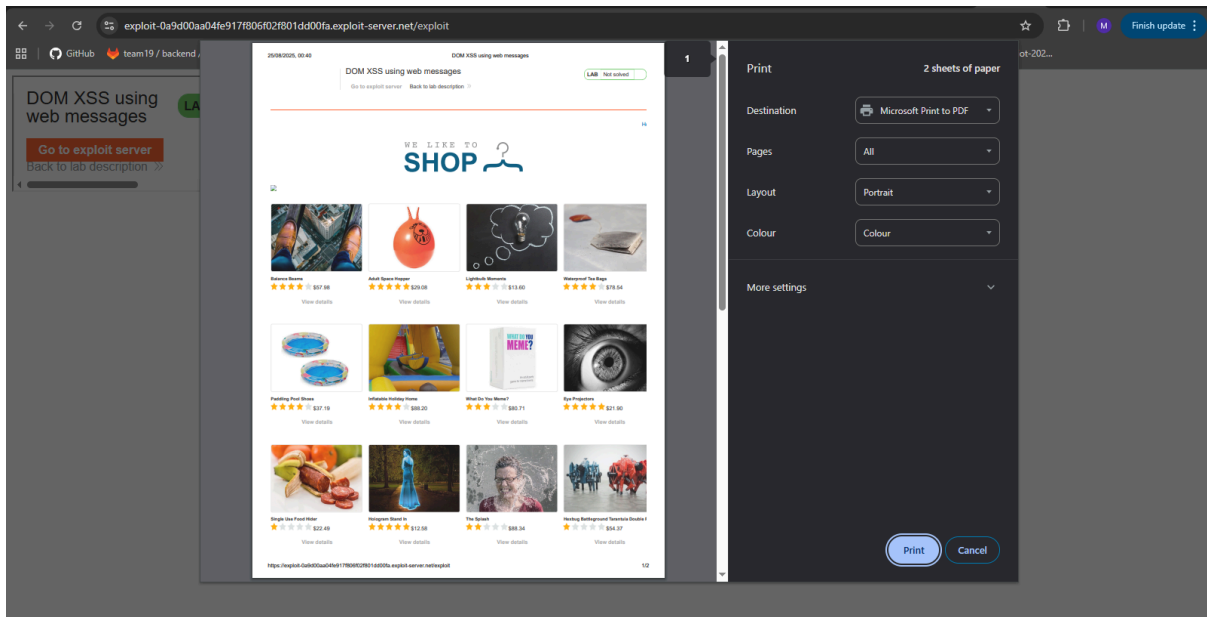 exploit-0a9d00aa04fe917f806f02f801dd00fa.exploit-server.net/exploit
M
Finish update
GitHub
team19 / backend /
ot-202...
DOM XSS using
web messages
LA
Go to exploit server
Back to lab description
25/08/2025, 00:40
DOM XSS using web messages
DOM XSS using web messages
LAB Not solved
Go to exploit server Back to lab description
WE LIKE TO
SHOP
Balance Beams
$57.98
View details
Adult Space Hopper
$29.08
View details
Lightbulb Moments
$13.60
View details
Waterproof Tea Bags
$78.54
View details
WHAT DO YOU
MEME?
Paddling Pool Shoes
$37.19
View details
Inflatable Holiday Home
$98.20
View details
What Do You Meme?
$80.71
View details
Eye Projectors
$21.90
View details
Single Use Food Hider
$22.49
View details
Hologram Stand In
$12.58
View details
The Splash
$88.34
View details
Hexbug Battleground Tarantula Double
$54.37
View details
https://exploit-0a9d00aa04fe917f806f02f801dd00fa.exploit-server.net/exploit
1/2
1
Print
2 sheets of paper
Destination
Microsoft Print to PDF
Pages
All
Layout
Portrait
Colour
Colour
More settings
Print
Cancel